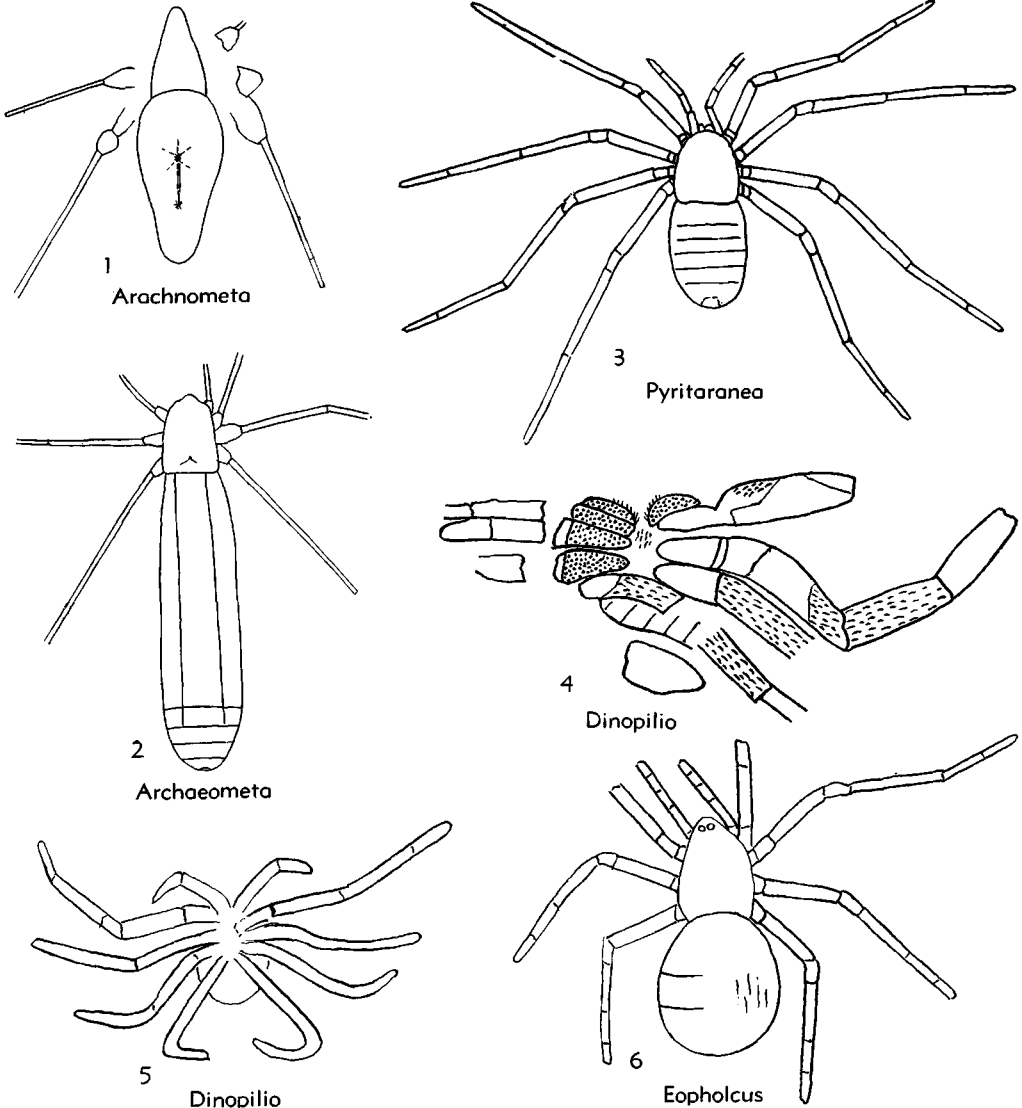 1
Arachnometa
3
Pyritaranea
2
Archaeometa
4
Dinopilio
5
Dinopilio
6
Eopholcus